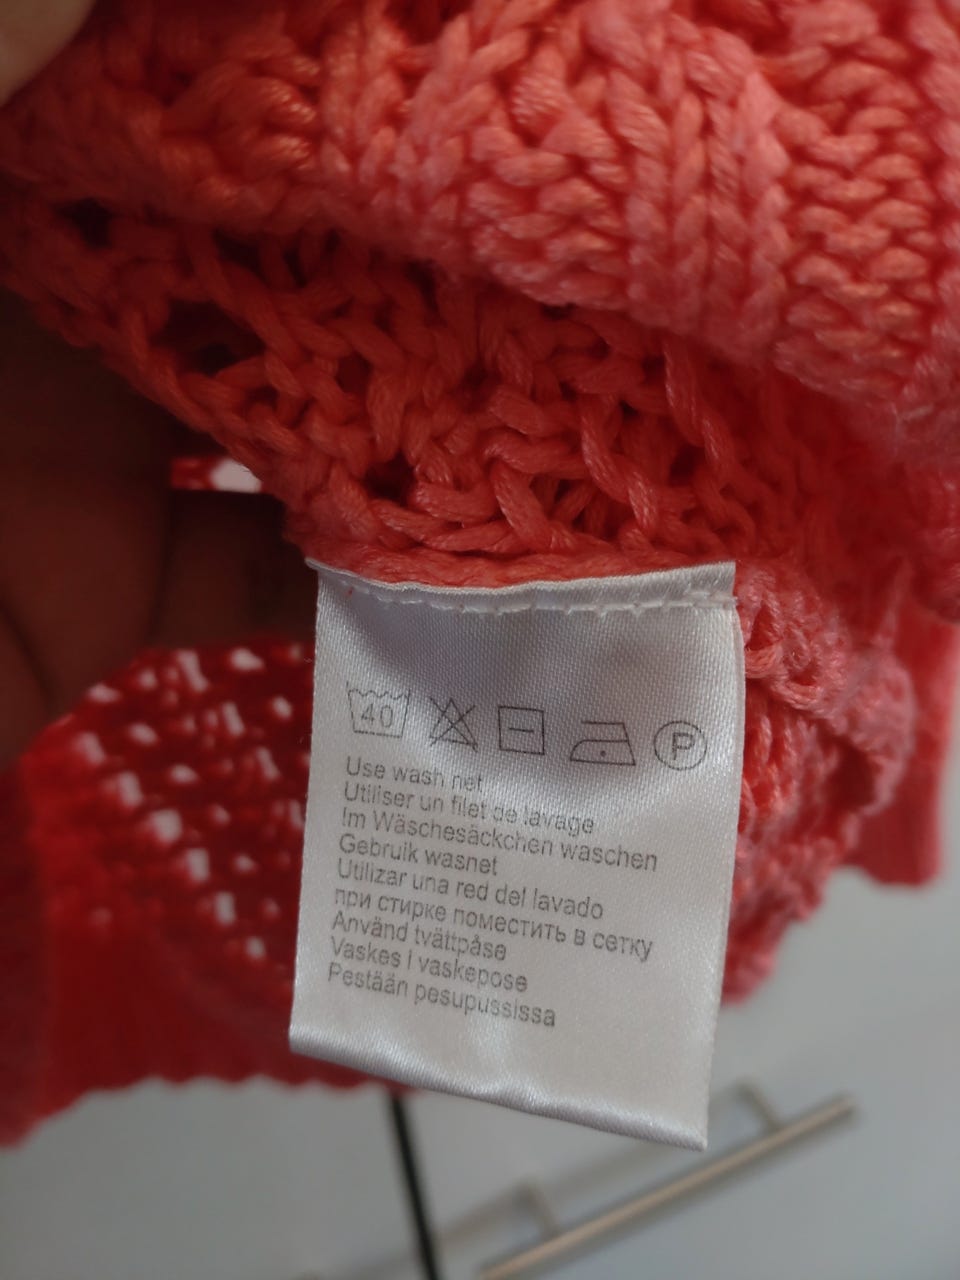 40 P
Use wash net
Utiliser un filet de lavage
Im Wäschesäckchen waschen
Gebruik wasnet
Utilizar una red del lavado
при стирке поместить в сетку
Använd tvättpåse
Vaskes i vaskepose
Pestään pesupussissa